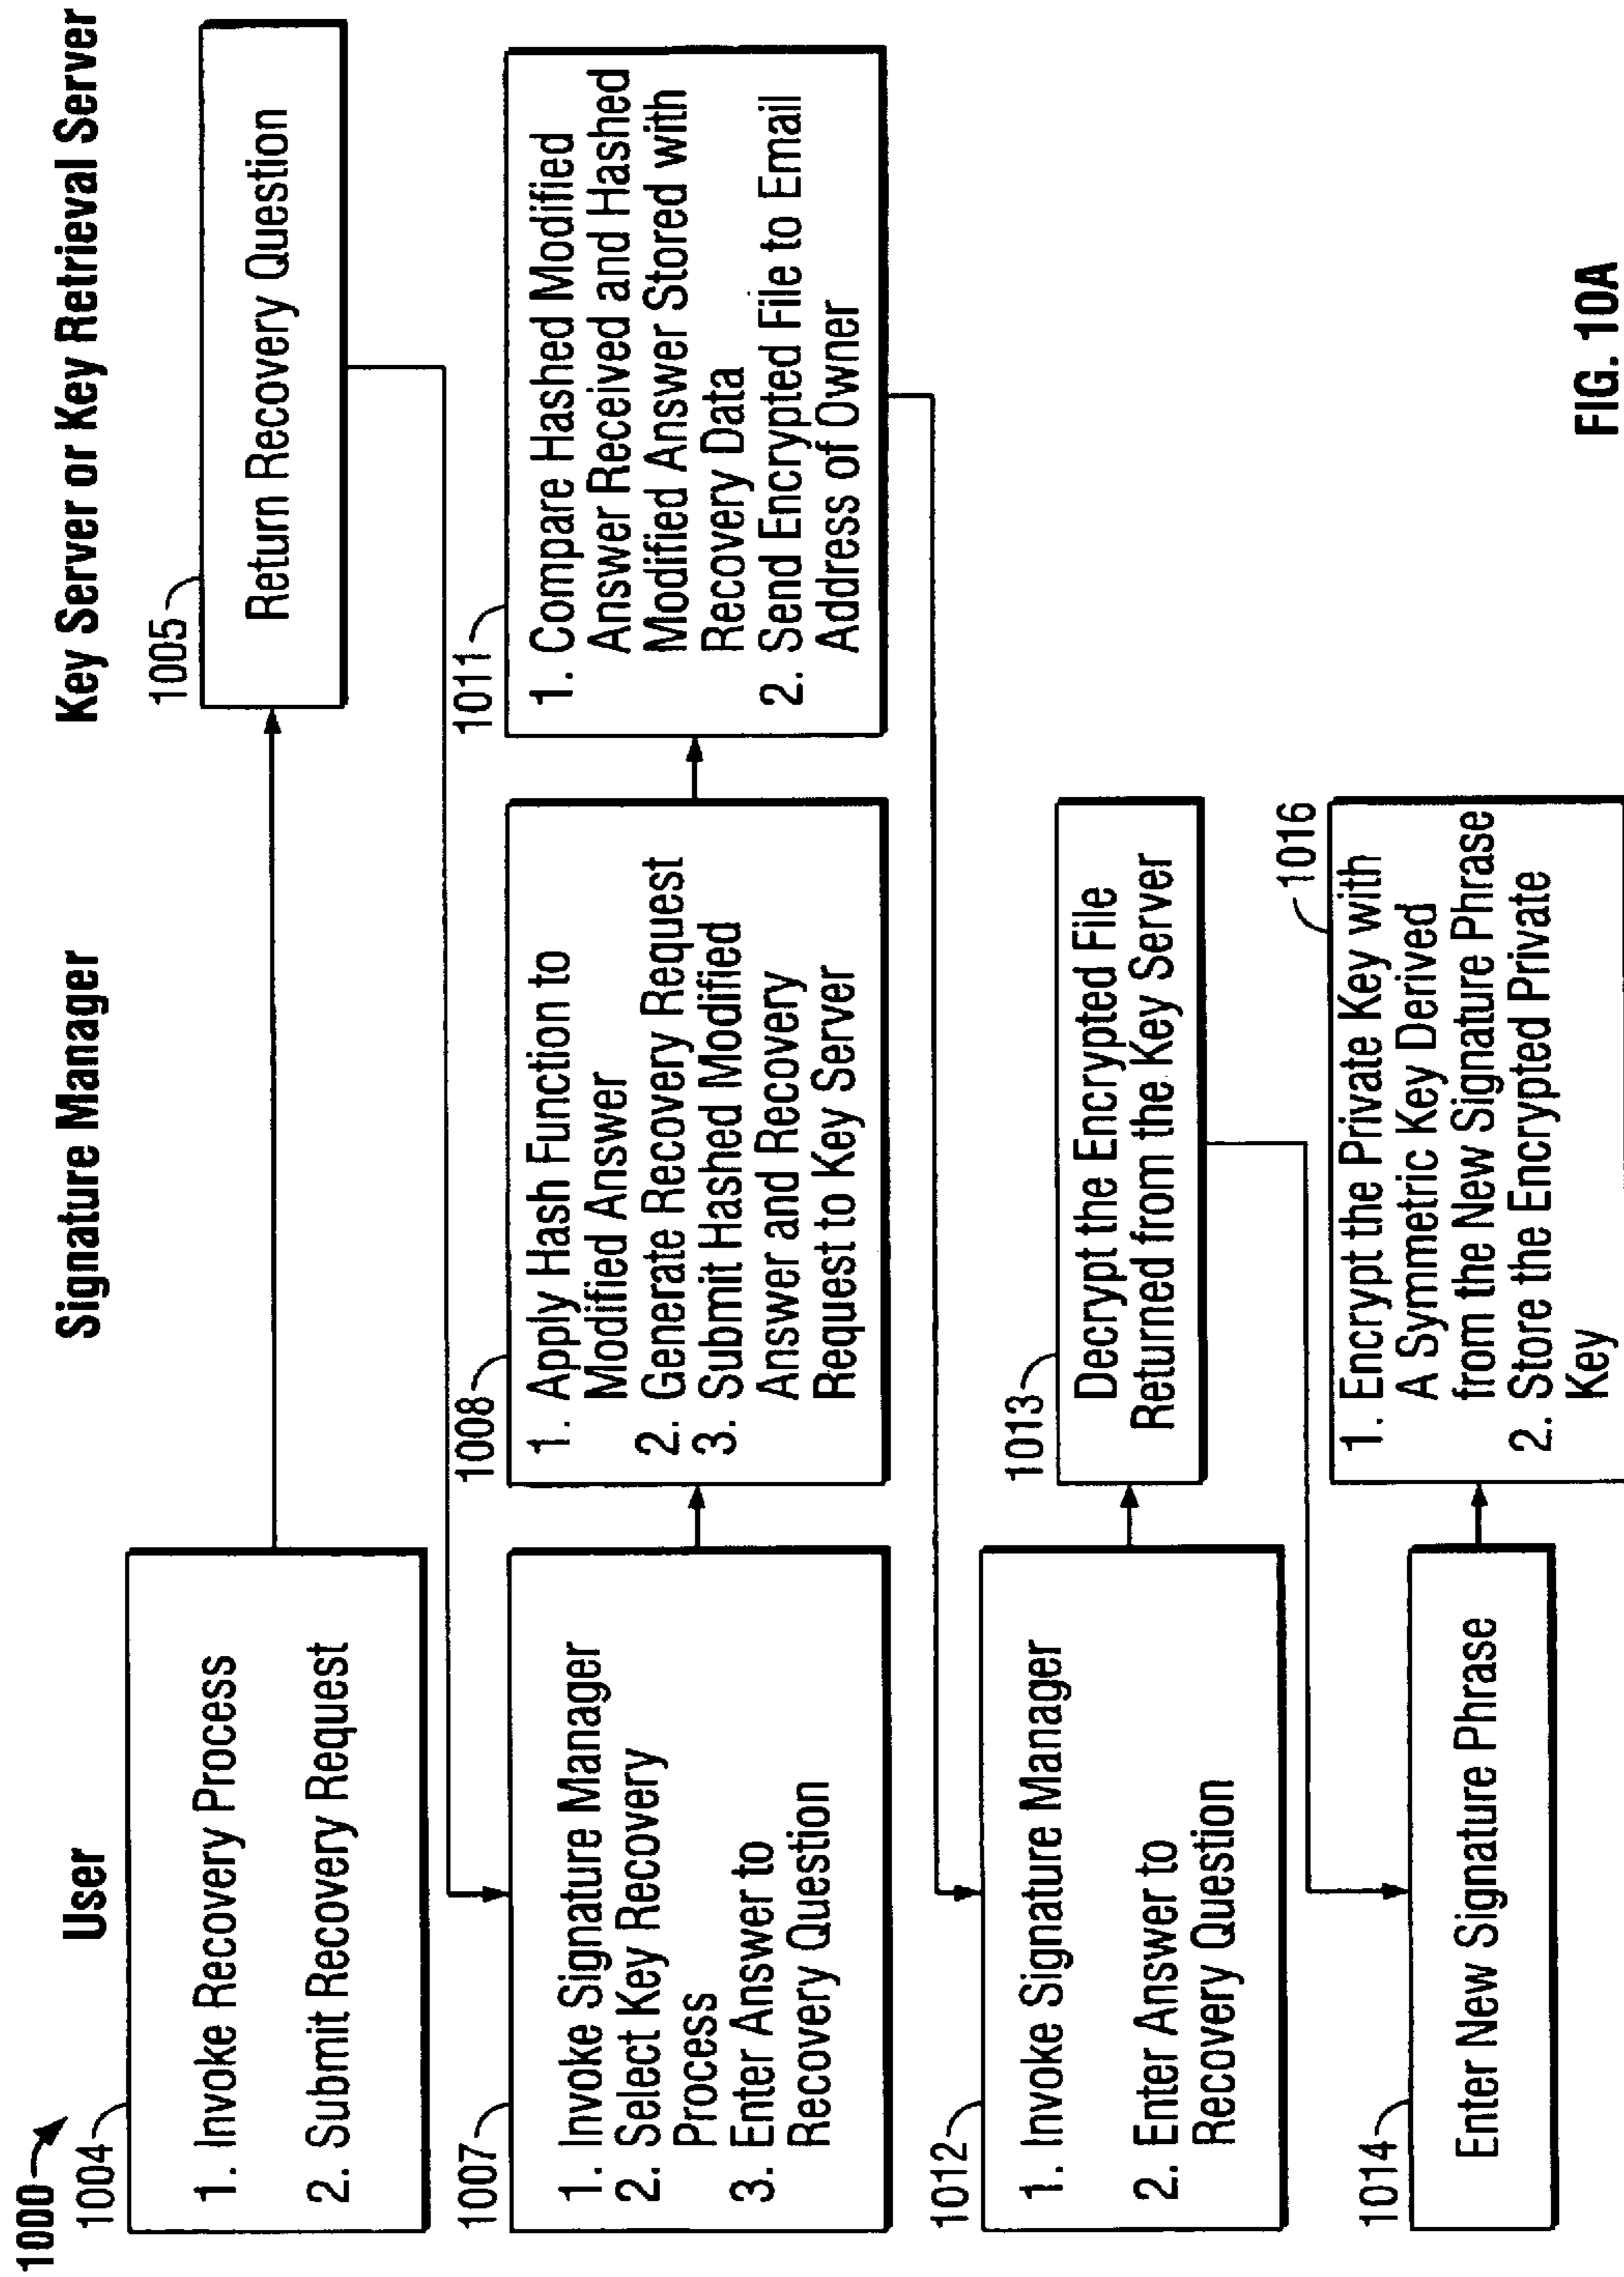 1000
User
Signature Manager
Key Server or Key Retrieval Server
1004
1. Invoke Recovery Process
2. Submit Recovery Request
1005
Return Recovery Question
1007
1. Invoke Signature Manager
2. Select Key Recovery
Process
3. Enter Answer to
Recovery Question
1008
1. Apply Hash Function to
Modified Answer
2. Generate Recovery Request
3. Submit Hashed Modified
Answer and Recovery
Request to Key Server
1011
1. Compare Hashed Modified
Answer Received and Hashed
Modified Answer Stored with
Recovery Data
2. Send Encrypted File to Email
Address of Owner
1012
1. Invoke Signature Manager
2. Enter Answer to
Recovery Question
1013
Decrypt the Encrypted File
Returned from the Key Server
1014
Enter New Signature Phrase
1016
1. Encrypt the Private Key with
A Symmetric Key Derived
from the New Signature Phrase
2. Store the Encrypted Private
Key
FIG. 10A